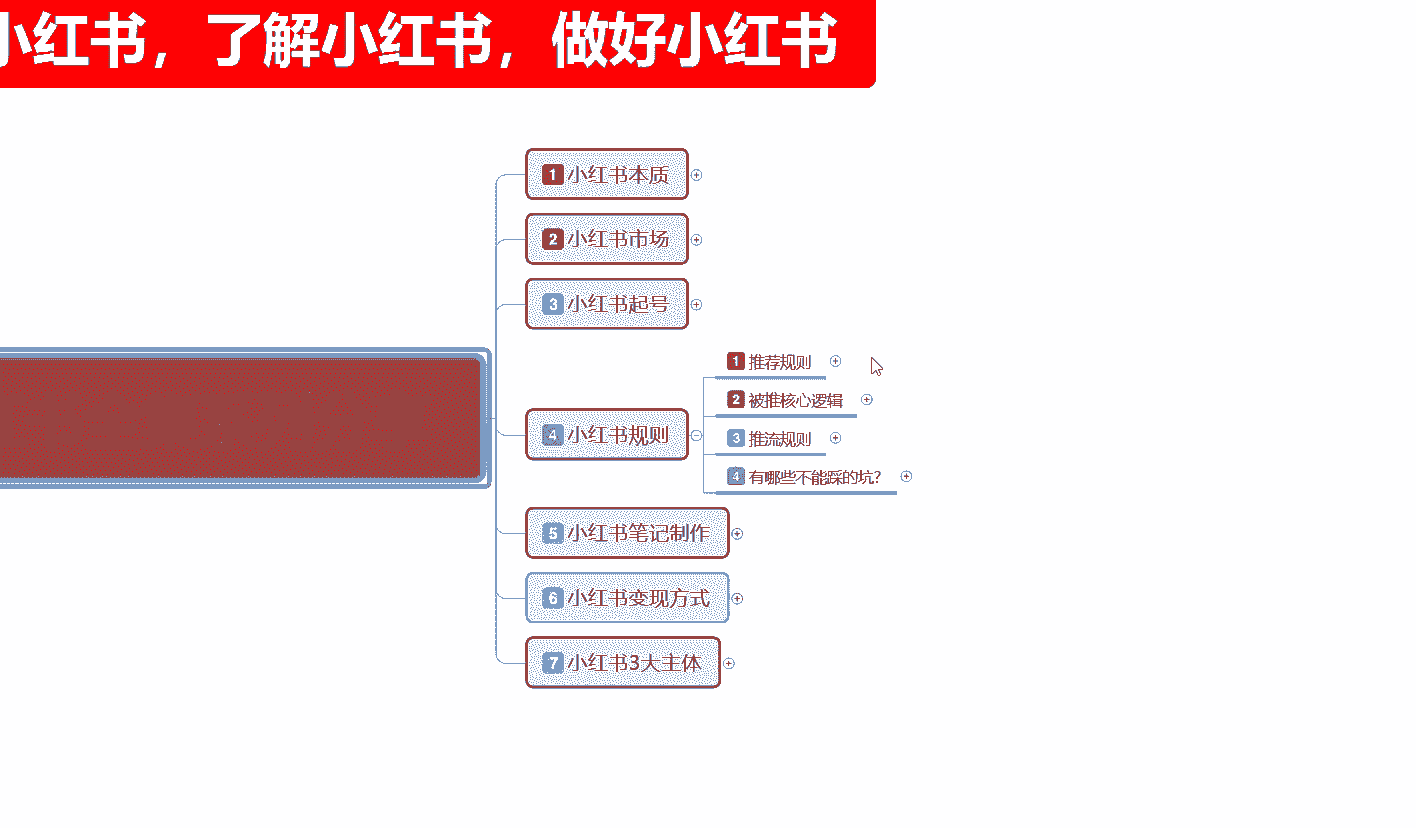 小红书，了解小红书，做好小红书
1 小红书本质
2 小红书市场
3 小红书起号
4 小红书规则
1 推荐规则
2 被推核心逻辑
3 推流规则
4 有哪些不能踩的坑？
5 小红书笔记制作
6 小红书变现方式
7 小红书3大主体